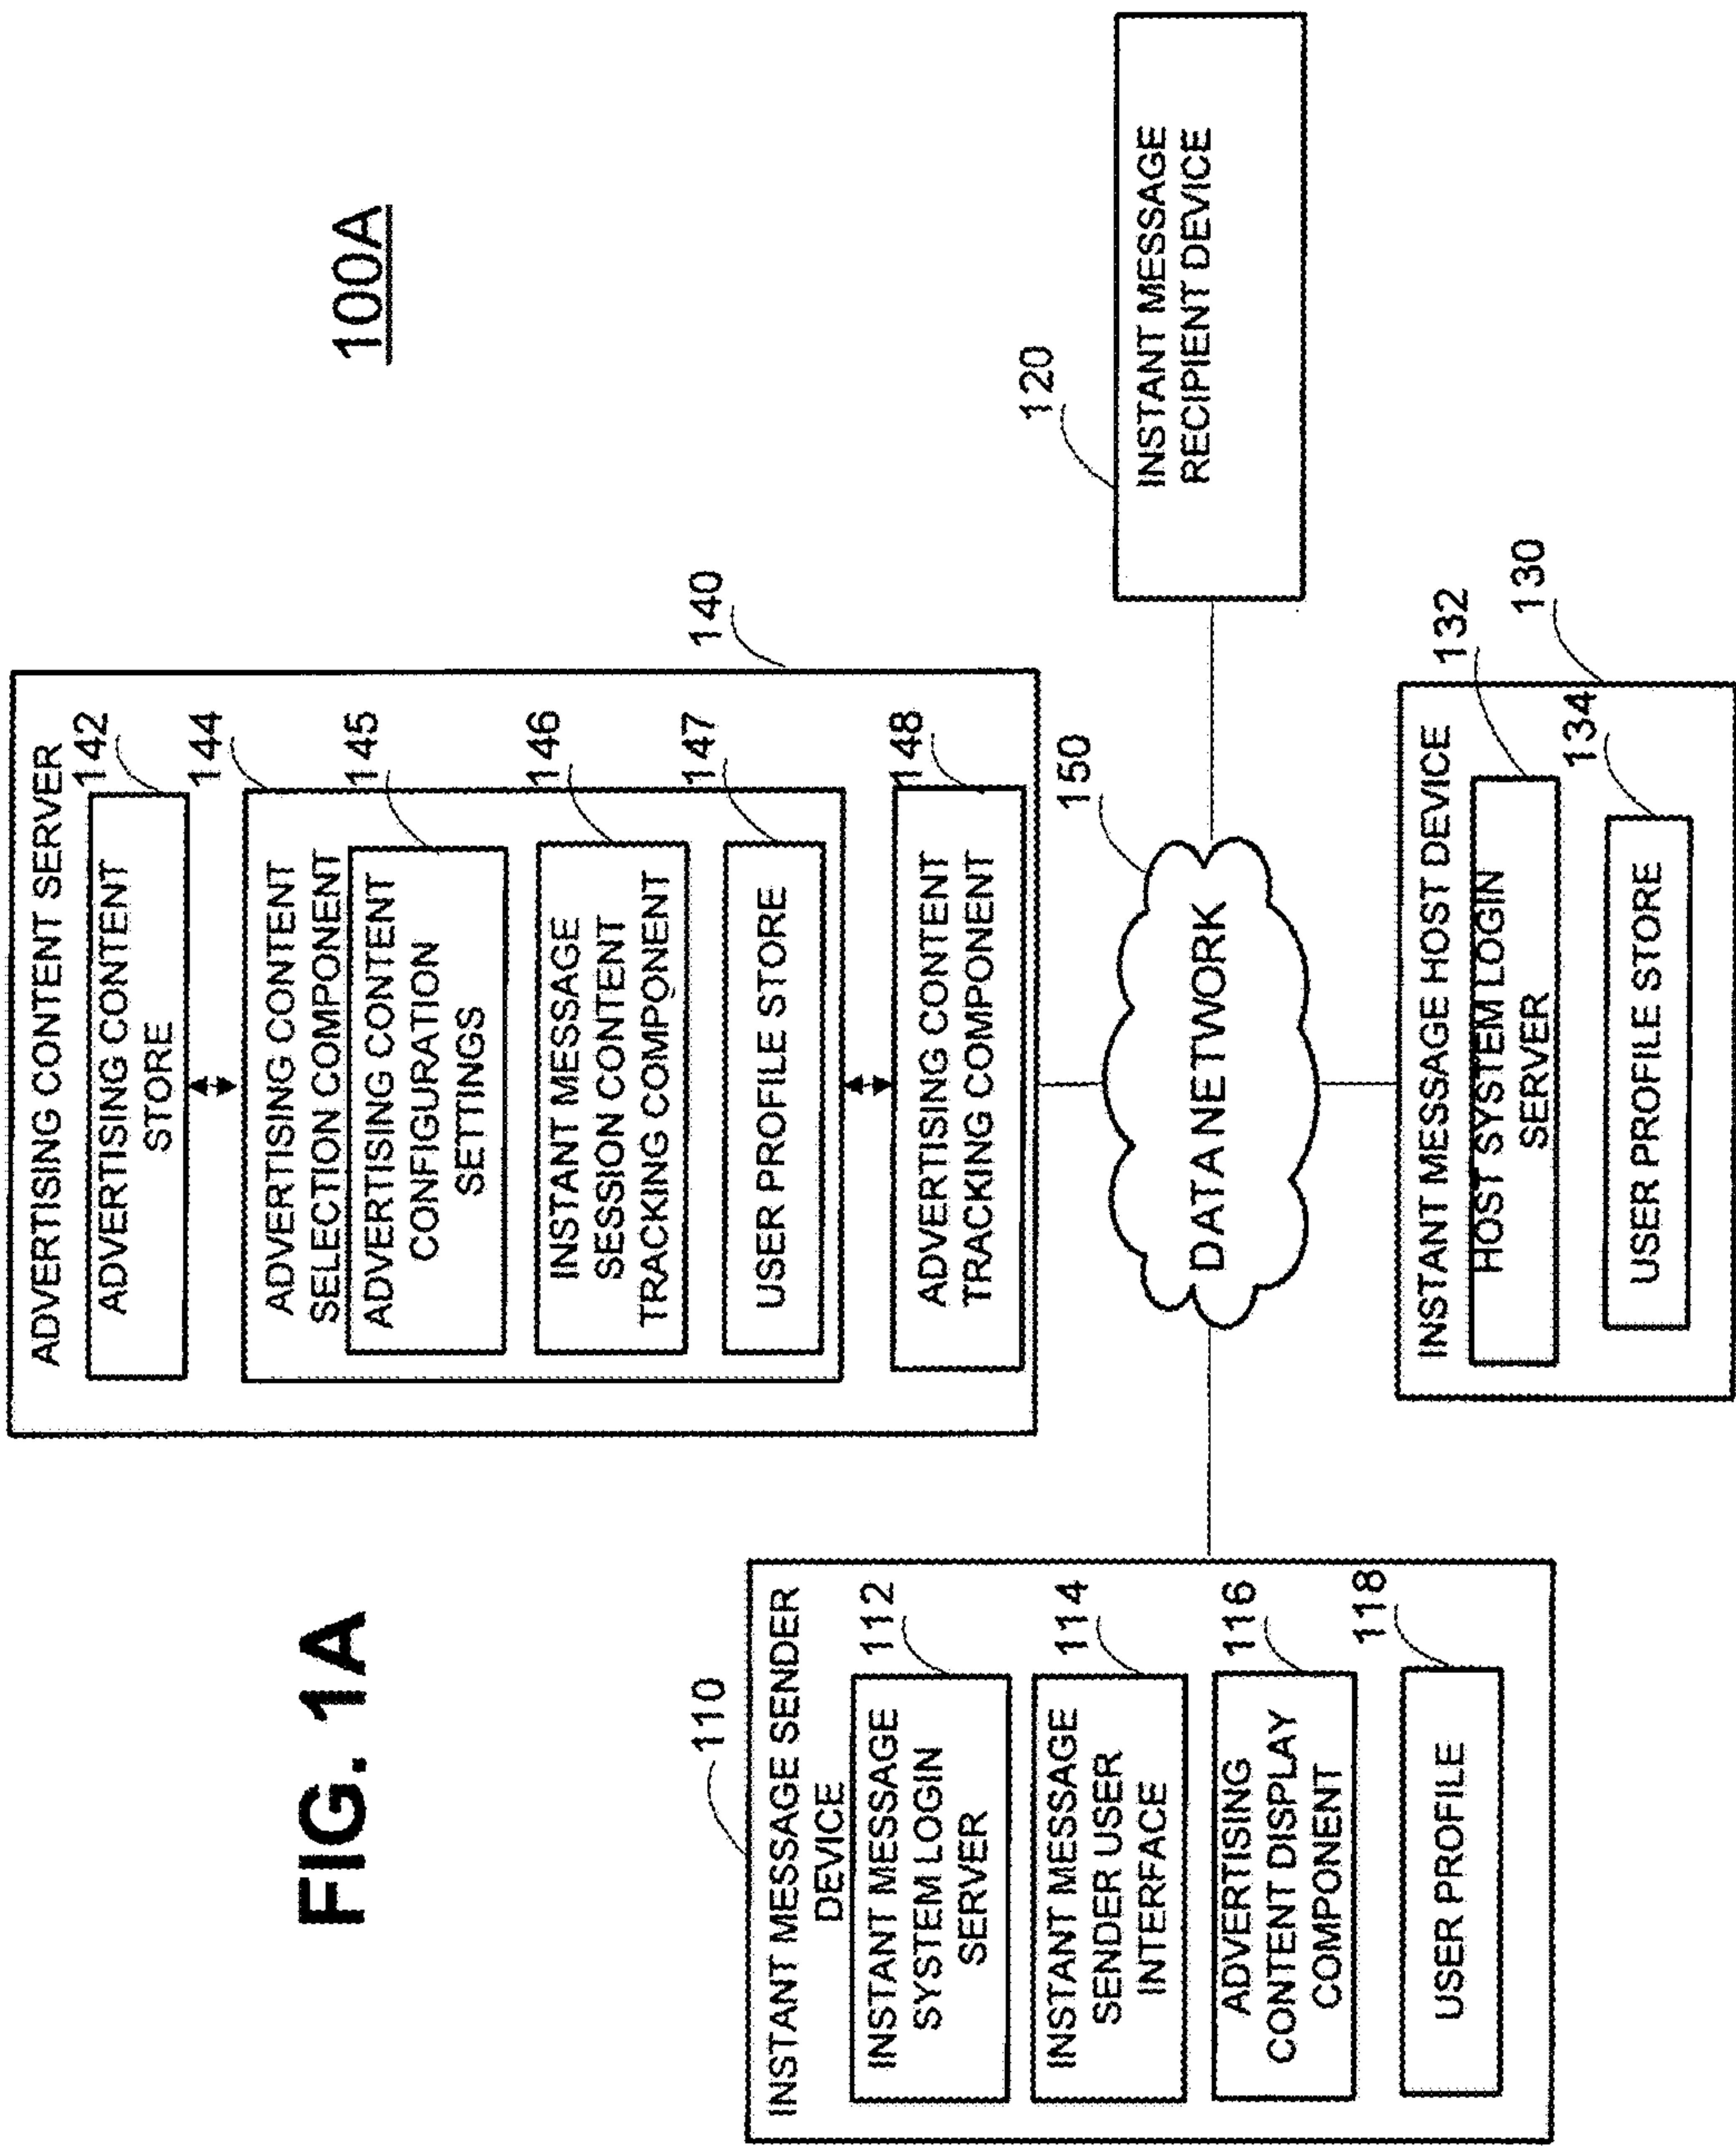 FIG. 1A
100A
ADVERTISING CONTENT SERVER
142
ADVERTISING CONTENT
STORE
144
ADVERTISING CONTENT
SELECTION COMPONENT
145
ADVERTISING CONTENT
CONFIGURATION
SETTINGS
146
INSTANT MESSAGE
SESSION CONTENT
TRACKING COMPONENT
147
USER PROFILE STORE
148
ADVERTISING CONTENT
TRACKING COMPONENT
140
110
INSTANT MESSAGE SENDER
DEVICE
112
INSTANT MESSAGE
SYSTEM LOGIN
SERVER
114
INSTANT MESSAGE
SENDER USER
INTERFACE
116
ADVERTISING
CONTENT DISPLAY
COMPONENT
118
USER PROFILE
150
DATA NETWORK
120
INSTANT MESSAGE
RECIPIENT DEVICE
INSTANT MESSAGE HOST DEVICE
132
HOST SYSTEM LOGIN
SERVER
130
134
USER PROFILE STORE